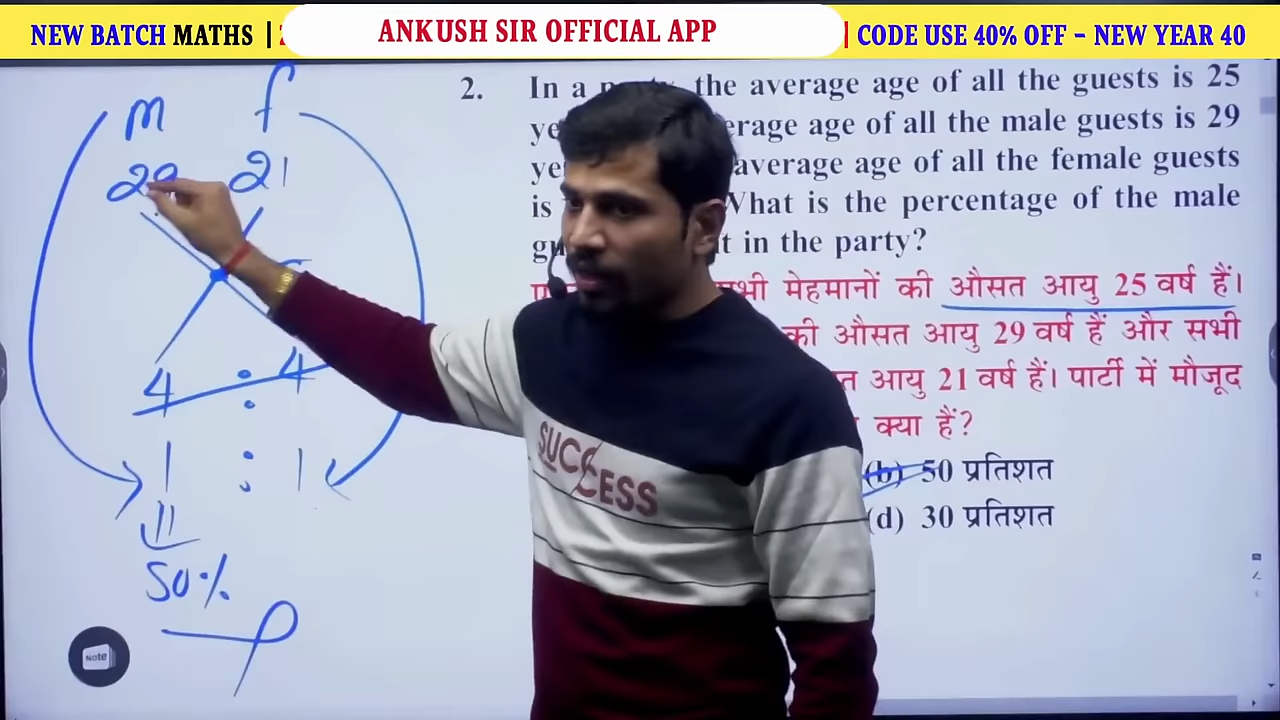 NEW BATCH MATHS |
ANKUSH SIR OFFICIAL APP
| CODE USE 40% OFF - NEW YEAR 40
m f
29 21
4 : 4
:
1 : 1
50%
Note
2. In a the average age of all the guests is 25
age of all the male guests is 29
average age of all the female guests
is What is the percentage of the male
in the party?
मेहमानों की औसत आयु 25 वर्ष हैं।
की औसत आयु 29 वर्ष हैं और सभी
आयु 21 वर्ष हैं। पार्टी में मौजूद
क्या हैं?
(b) 50 प्रतिशत
(d) 30 प्रतिशत
SUCCESS